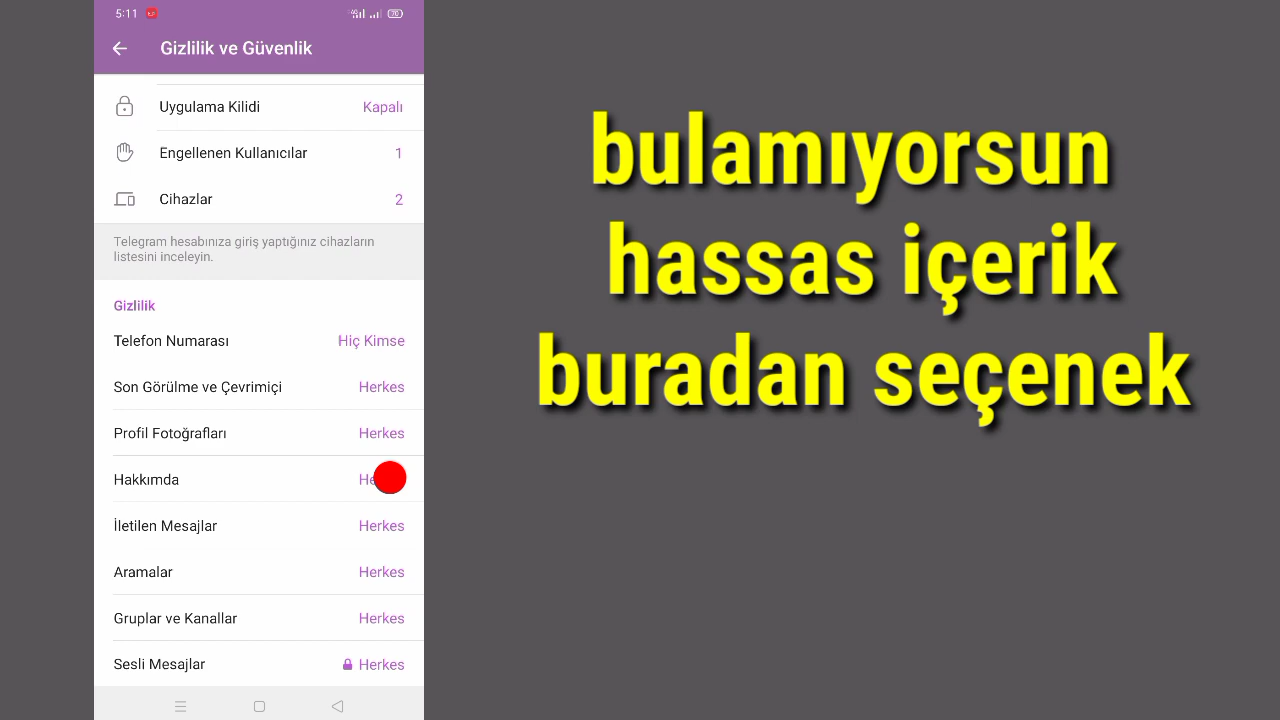 5:11
70
Gizlilik ve Güvenlik
Uygulama Kilidi Kapalı
Engellenen Kullanıcılar 1
Cihazlar 2
Telegram hesabınıza giriş yaptığınız cihazların
listesini inceleyin.
Gizlilik
Telefon Numarası Hiç Kimse
Son Görülme ve Çevrimiçi Herkes
Profil Fotoğrafları Herkes
Hakkımda
İletilen Mesajlar Herkes
Aramalar Herkes
Gruplar ve Kanallar Herkes
Sesli Mesajlar Herkes
bulamıyorsun
hassas içerik
buradan seçenek